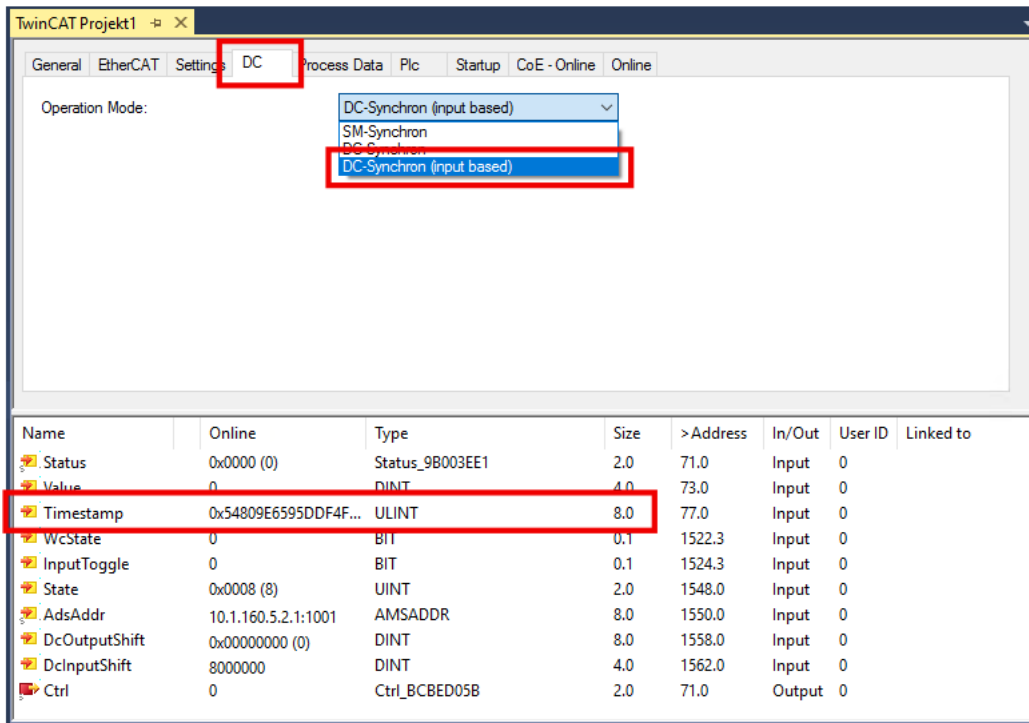 TwinCAT Projekt1
General EtherCAT Settings DC Process Data Plc Startup CoE - Online Online
Operation Mode: DC-Synchron (input based)
SM-Synchron
DC-Synchron
DC-Synchron (input based)
Name Online Type Size >Address In/Out User ID Linked to
Status 0x0000 (0) Status_9B003EE1 2.0 71.0 Input 0
Value 0 DINT 4.0 73.0 Input 0
Timestamp 0x54809E6595DDF4F... ULINT 8.0 77.0 Input 0
WcState 0 BIT 0.1 1522.3 Input 0
InputToggle 0 BIT 0.1 1524.3 Input 0
State 0x0008 (8) UINT 2.0 1548.0 Input 0
AdsAddr 10.1.160.5.2.1:1001 AMSADDR 8.0 1550.0 Input 0
DcOutputShift 0x00000000 (0) DINT 8.0 1558.0 Input 0
DcInputShift 8000000 DINT 4.0 1562.0 Input 0
Ctrl 0 Ctrl_BCBED05B 2.0 71.0 Output 0